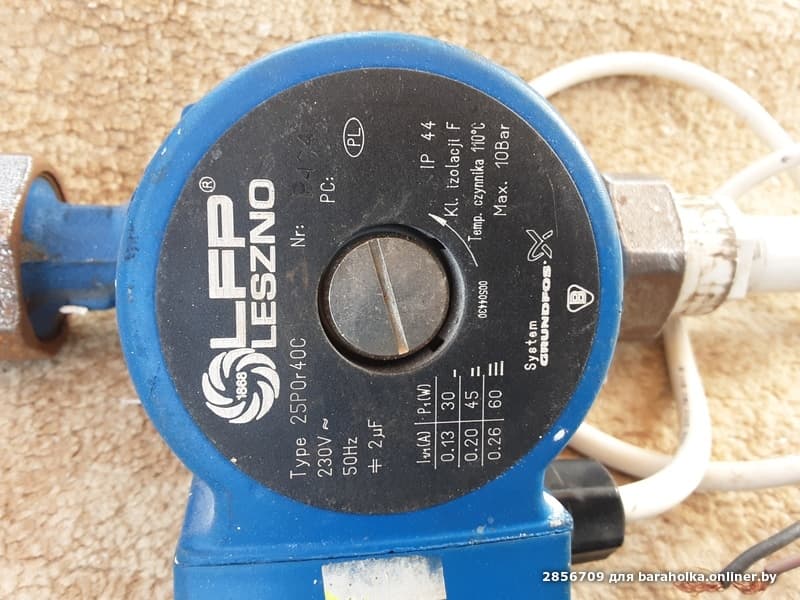 LFP®
LESZNO
1868
Type 25POr40C
230V ~
50Hz
2µF
Nr:
PC:
PL
IP 44
Kl. izolacji F
Temp. czynnika 110°C
Max. 10Bar
00504430
I₁/₁(A) P₁(W)
0.13 30
0.20 45
0.26 60
System
GRUNDFOS
B
2856709 для baraholka.onliner.by